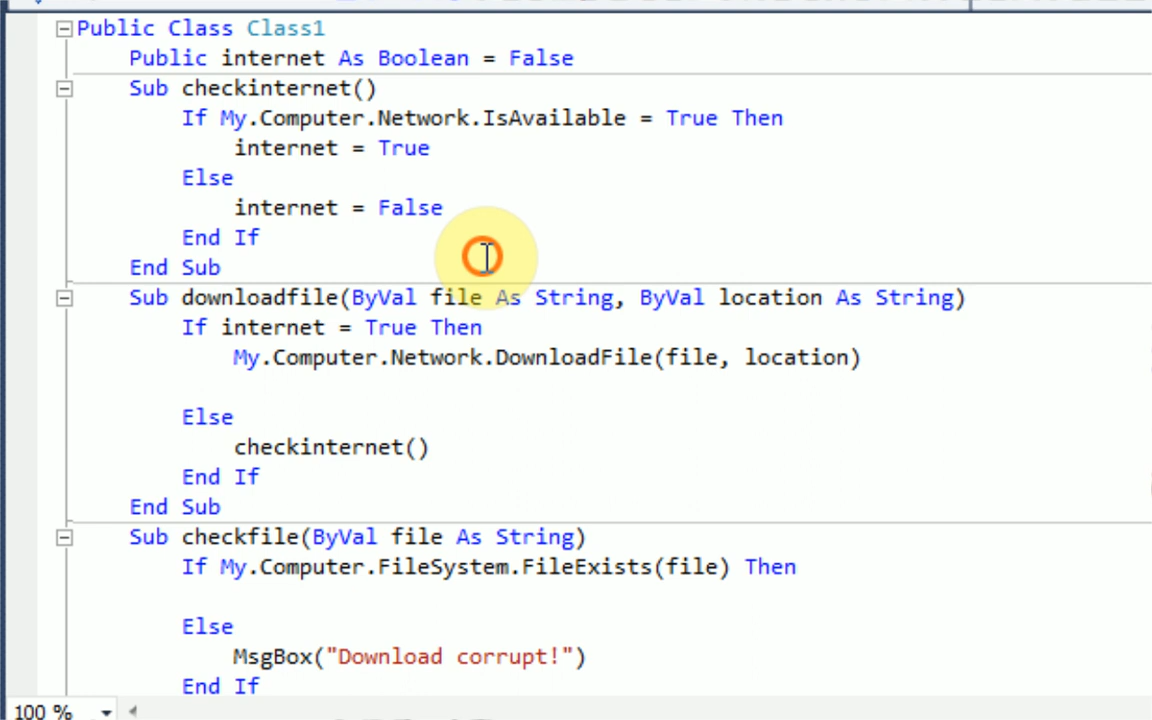 Public Class Class1
Public internet As Boolean = False
Sub checkinternet()
If My.Computer.Network.IsAvailable = True Then
internet = True
Else
internet = False
End If
End Sub
Sub downloadfile(ByVal file As String, ByVal location As String)
If internet = True Then
My.Computer.Network.DownloadFile(file, location)
Else
checkinternet()
End If
End Sub
Sub checkfile(ByVal file As String)
If My.Computer.FileSystem.FileExists(file) Then
Else
MsgBox("Download corrupt!")
End If
100 %